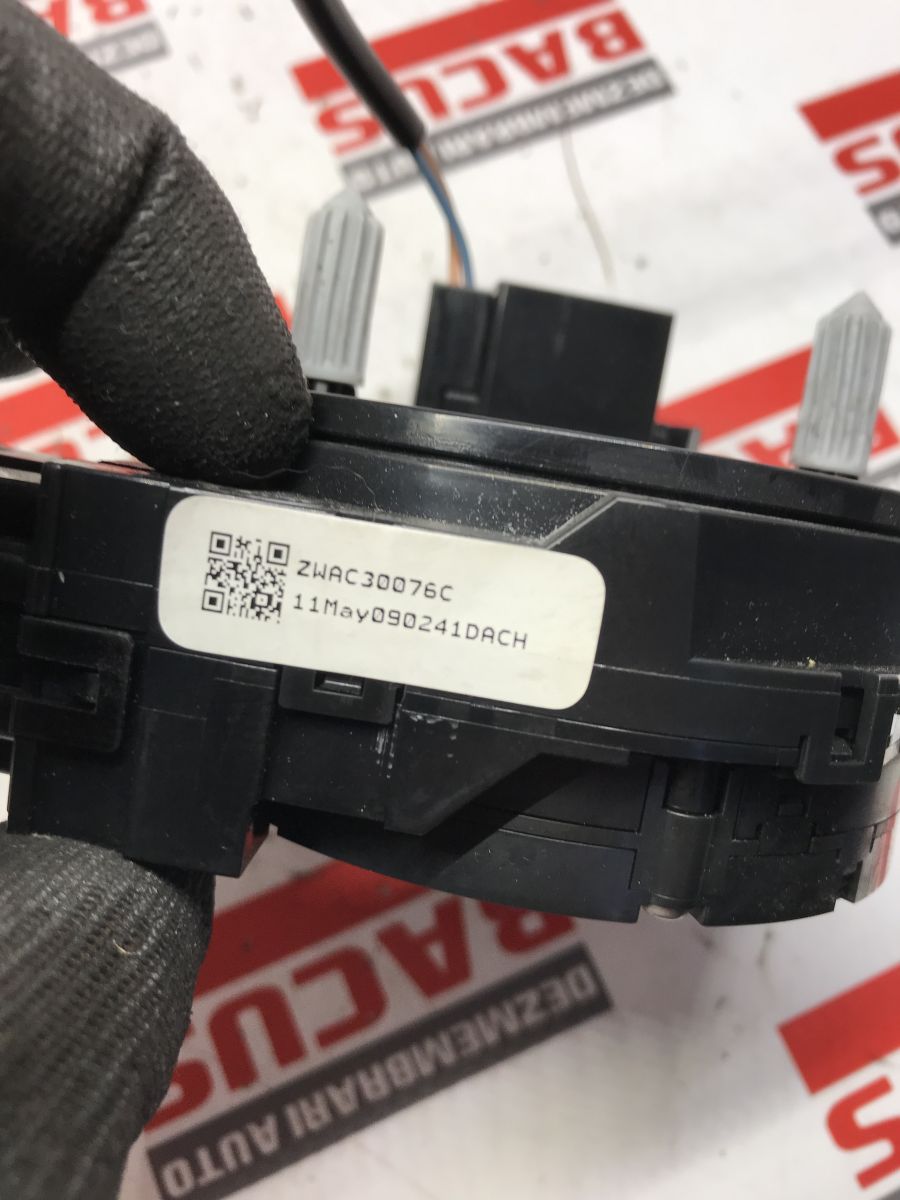 BACUS
DEZMEMBRARI AUTO
ZWAC30076C
11May090241DACH
BACUS
DEZMEMBRARI AUTO